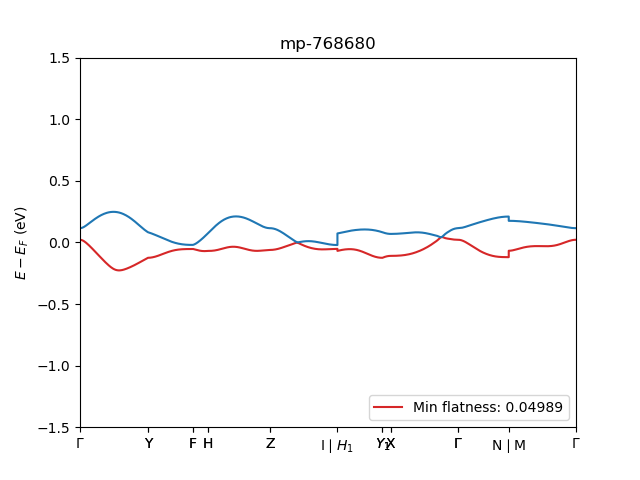 mp-768680
1.5
1.0
0.5
0.0
−0.5
−1.0
−1.5
E − E_F (eV)
Min flatness: 0.04989
Γ Y F H Z I | H₁ Y₁ X Γ N | M Γ